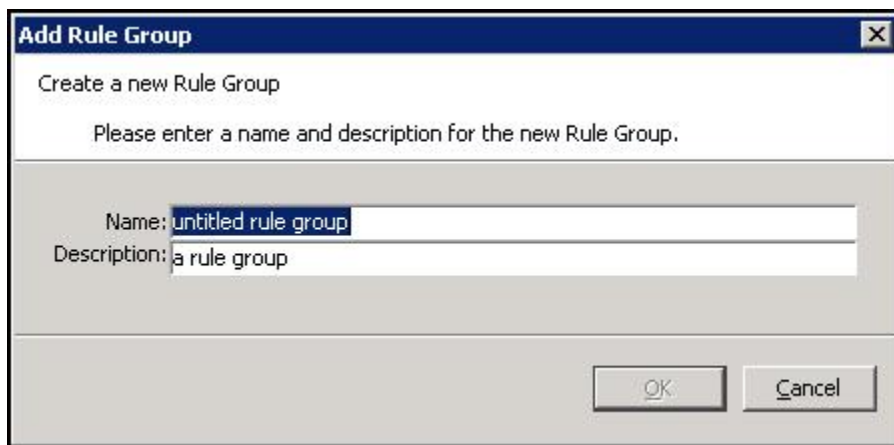 Add Rule Group
Create a new Rule Group
Please enter a name and description for the new Rule Group.
Name: untitled rule group
Description: a rule group
OK Cancel